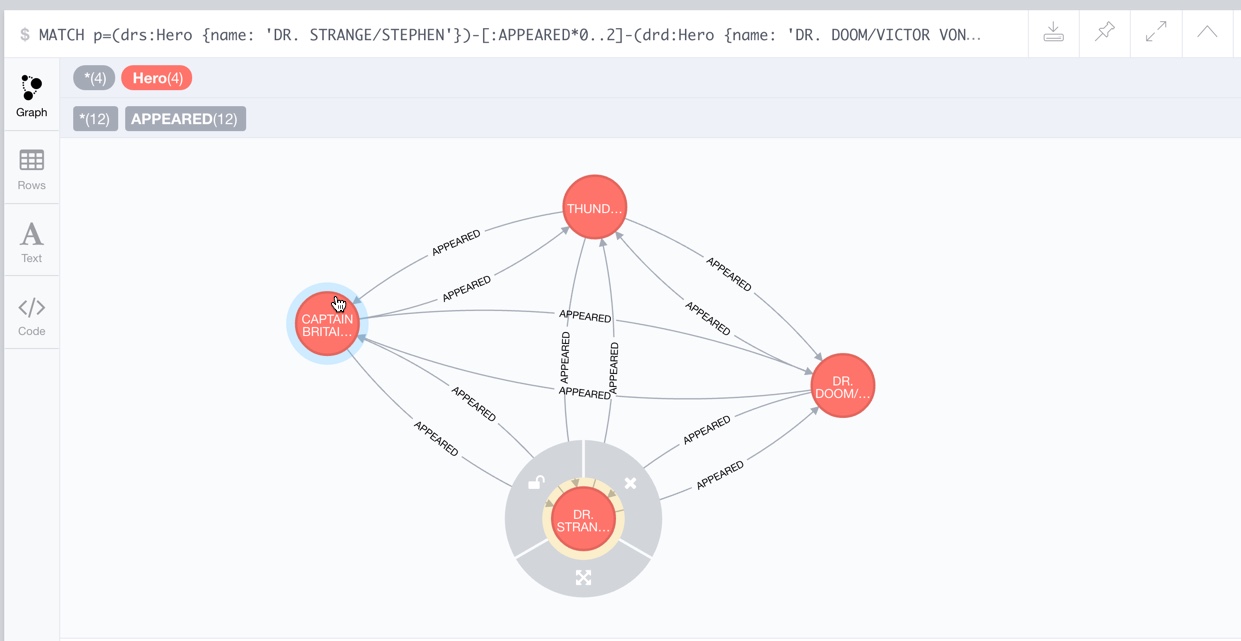 $ MATCH p=(drs:Hero {name: 'DR. STRANGE/STEPHEN'})-[:APPEARED*0..2]-(drd:Hero {name: 'DR. DOOM/VICTOR VON…
*(4) Hero(4)
*(12) APPEARED(12)
Graph
Rows
Text
Code
THUND…
APPEARED
APPEARED
APPEARED
APPEARED
APPEARED
CAPTAIN
BRITAI…
APPEARED
APPEARED
APPEARED
DR.
DOOM/…
APPEARED
APPEARED
APPEARED
APPEARED
DR.
STRAN…